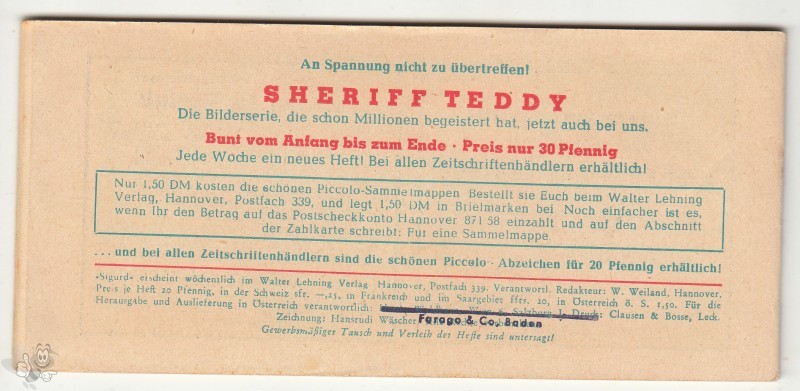 An Spannung nicht zu übertreffen!
SHERIFF TEDDY
Die Bilderserie, die schon Millionen begeistert hat, jetzt auch bei uns.
Bunt vom Anfang bis zum Ende · Preis nur 30 Pfennig
Jede Woche ein neues Heft! Bei allen Zeitschriftenhändlern erhältlich!
Nur 1,50 DM kosten die schönen Piccolo-Sammelmappen Bestellt sie Euch beim Walter Lehning
Verlag, Hannover, Postfach 339, und legt 1,50 DM in Briefmarken bei Noch einfacher ist es,
wenn Ihr den Betrag auf das Postscheckkonto Hannover 871 58 einzahlt und auf den Abschnitt
der Zahlkarte schreibt: Für eine Sammelmappe.
... und bei allen Zeitschriftenhändlern sind die schönen Piccolo-Abzeichen für 20 Pfennig erhältlich!
»Sigurd« erscheint wöchentlich im Walter Lehning Verlag Hannover, Postfach 339. Verantwortl. Redakteur: W. Weiland, Hannover.
Preis je Heft 20 Pfennig, in der Schweiz sfr. —,25, in Frankreich und im Saargebiet ffrs. 20, in Österreich ö. S. 1,50. Für die
Herausgabe und Auslieferung in Österreich verantwortlich: Salzburg Druck: Clausen & Bosse, Leck.
Farago & Co, Baden
Zeichnung: Hansrudi Wäscher
Gewerbsmäßiger Tausch und Verleih der Hefte sind untersagt!